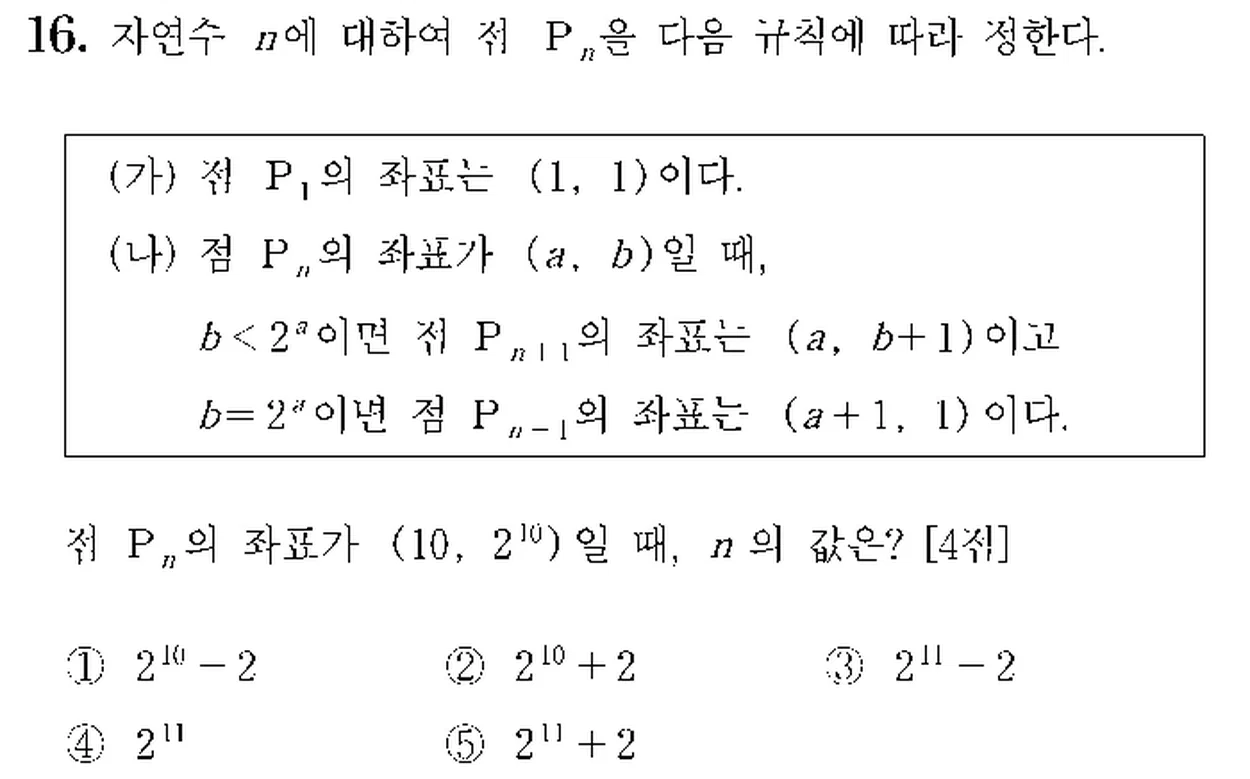 16. 자연수 n에 대하여 점 Pₙ을 다음 규칙에 따라 정한다.
(가) 점 P₁의 좌표는 (1, 1)이다.
(나) 점 Pₙ의 좌표가 (a, b)일 때,
b < 2ᵃ이면 점 Pₙ₊₁의 좌표는 (a, b+1)이고
b = 2ᵃ이면 점 Pₙ₊₁의 좌표는 (a+1, 1)이다.
점 Pₙ의 좌표가 (10, 2¹⁰)일 때, n의 값은? [4점]
① 2¹⁰ − 2 ② 2¹⁰ + 2 ③ 2¹¹ − 2
④ 2¹¹ ⑤ 2¹¹ + 2